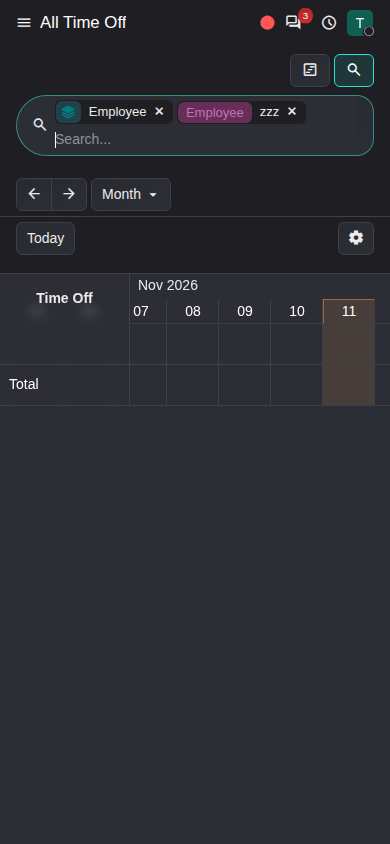 All Time Off
3
T
Employee ×
Employee zzz ×
Search...
Month
Today
Time Off
Nov 2026
07 08 09 10 11
Total